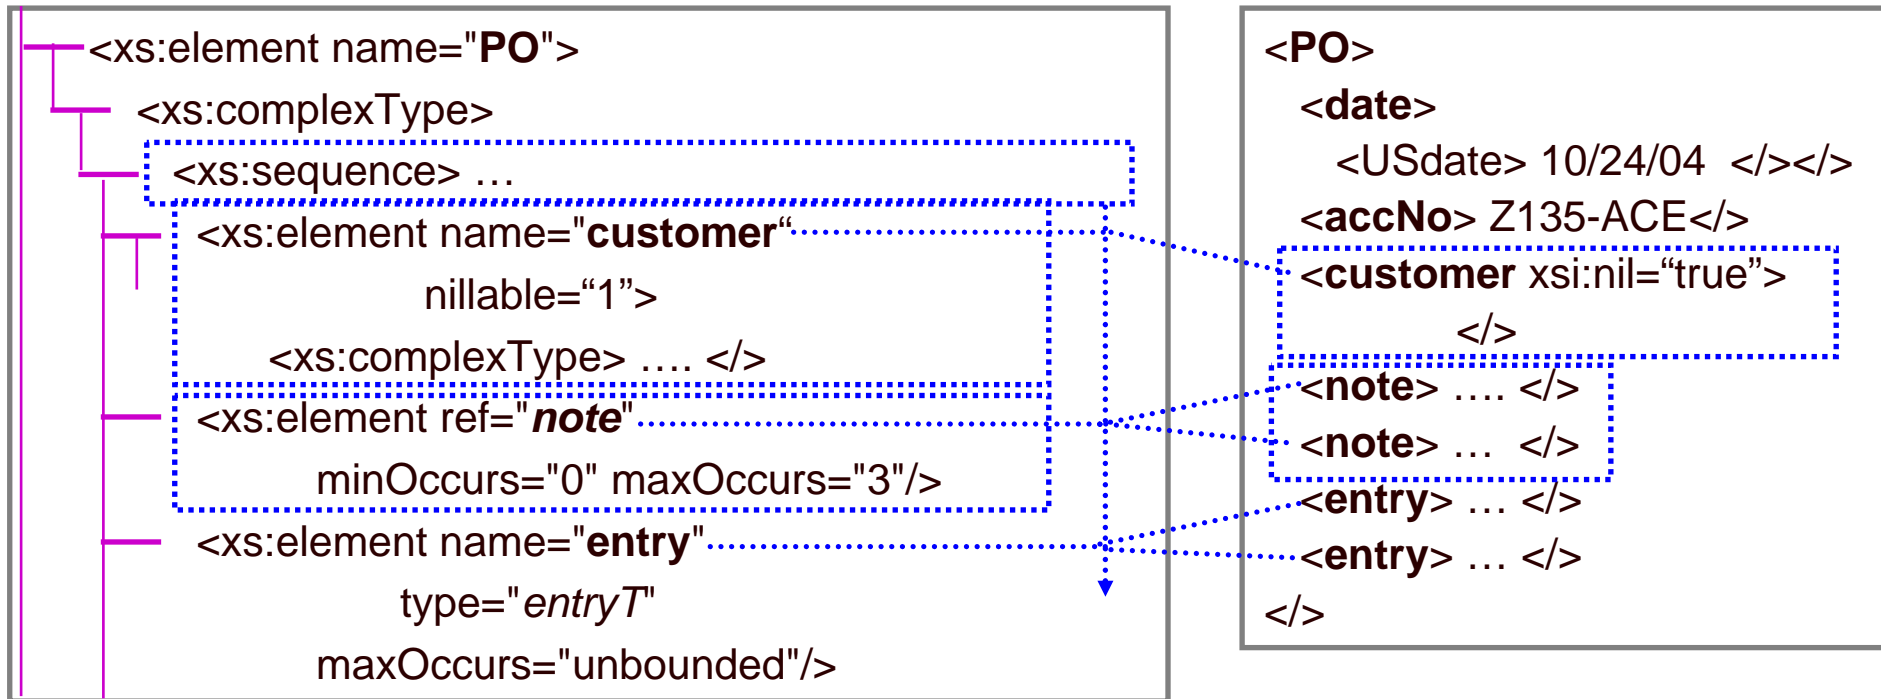 <xs:element name="PO">
<xs:complexType>
<xs:sequence> …
<xs:element name="customer“
nillable=“1”>
<xs:complexType> …. </>
<xs:element ref="note"
minOccurs="0" maxOccurs="3"/>
<xs:element name="entry"
type="entryT"
maxOccurs="unbounded"/>
<PO>
<date>
<USdate> 10/24/04 </></>
<accNo> Z135-ACE</>
<customer xsi:nil=“true”>
</>
<note> …. </>
<note> … </>
<entry> … </>
<entry> … </>
</>